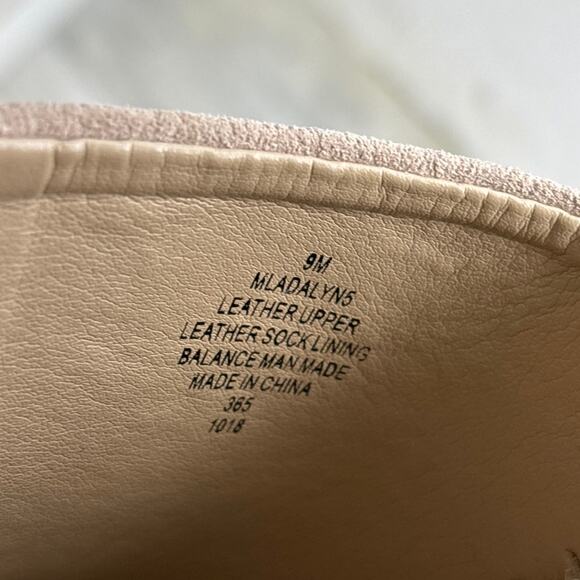 9M
MLADALYN5
LEATHER UPPER
LEATHER SOCK LINING
BALANCE MAN MADE
MADE IN CHINA
365
1018